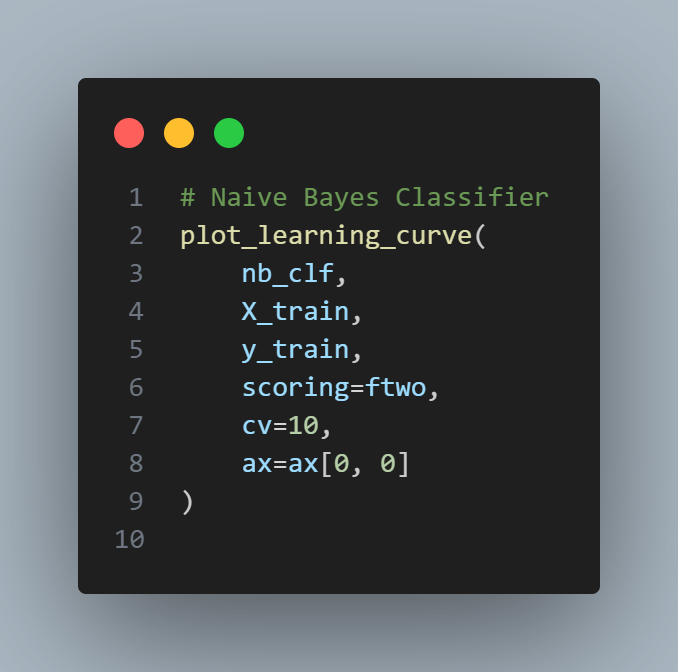 1 # Naive Bayes Classifier
2 plot_learning_curve(
3     nb_clf,
4     X_train,
5     y_train,
6     scoring=ftwo,
7     cv=10,
8     ax=ax[0, 0]
9 )
10